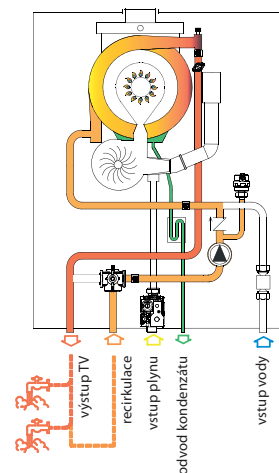 výstup TV
recirkulace
vstup plynu
odvod kondenzátu
vstup vody